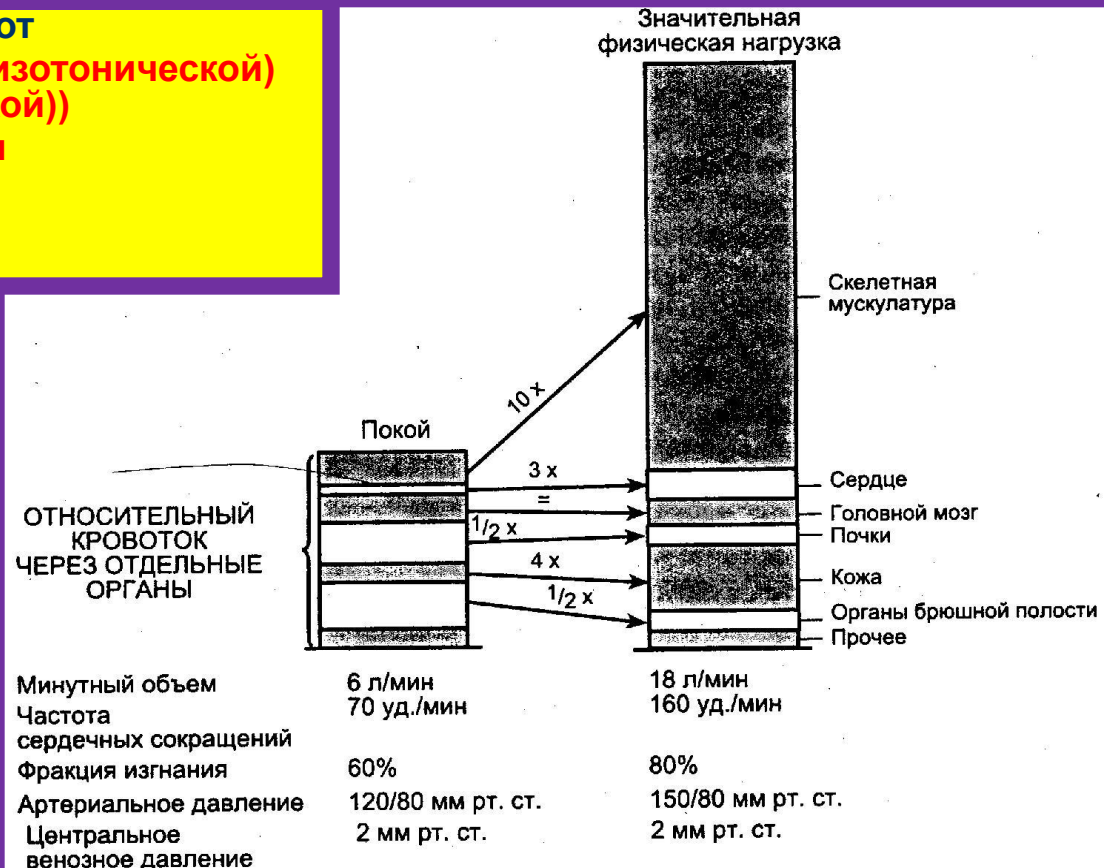 от
изотонической)
ой))
Значительная
физическая нагрузка
Скелетная
мускулатура
10 x
Покой
3 x
Сердце
=
Головной мозг
1/2 x
Почки
ОТНОСИТЕЛЬНЫЙ
КРОВОТОК
ЧЕРЕЗ ОТДЕЛЬНЫЕ
ОРГАНЫ
4 x
Кожа
1/2 x
Органы брюшной полости
Прочее
Минутный объем 6 л/мин 18 л/мин
Частота 70 уд./мин 160 уд./мин
сердечных сокращений
Фракция изгнания 60% 80%
Артериальное давление 120/80 мм рт. ст. 150/80 мм рт. ст.
Центральное 2 мм рт. ст. 2 мм рт. ст.
венозное давление